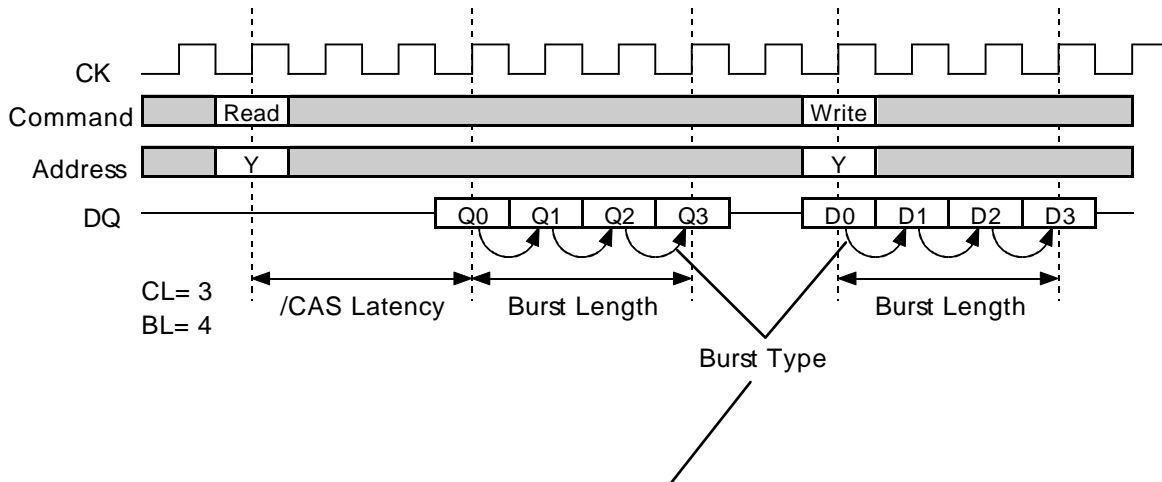 CK
Command Read Write
Address Y Y
DQ Q0 Q1 Q2 Q3 D0 D1 D2 D3
CL= 3 /CAS Latency Burst Length Burst Length
BL= 4
Burst Type